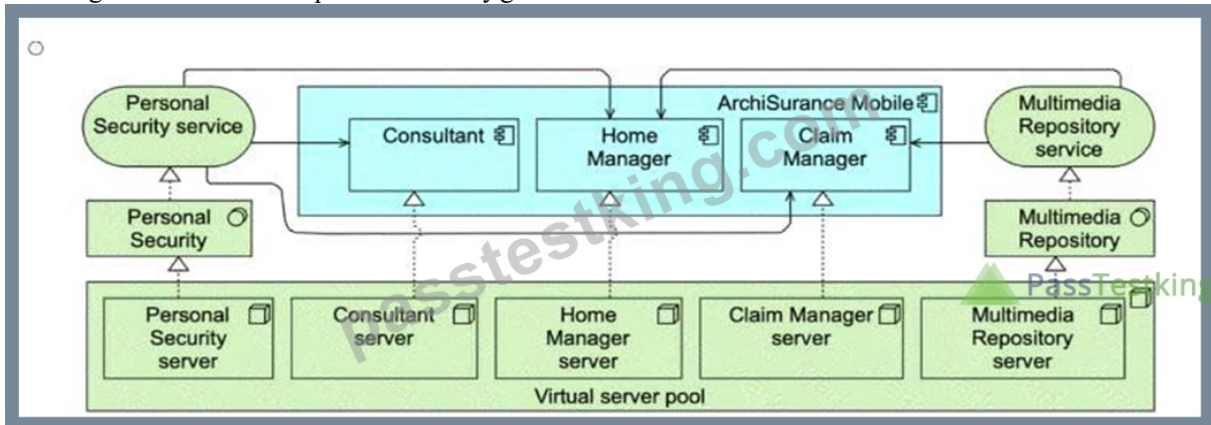 Personal
Security service
ArchiSurance Mobile
Multimedia
Repository
service
Consultant
Home
Manager
Claim
Manager
Personal
Security
Multimedia
Repository
passtestking.com
PassTestking
Personal
Security
server
Consultant
server
Home
Manager
server
Claim Manager
server
Multimedia
Repository
server
Virtual server pool